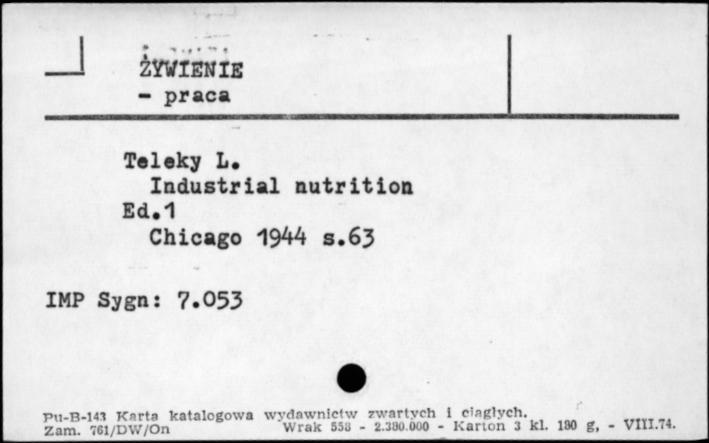 ŻYWIENIE
- praca
Teleky L.
Industrial nutrition
Ed.1
Chicago 1944 s.63
IMP Sygn: 7.053
Pu-B-143 Karta katalogowa wydawnictw zwartych i ciągłych.
Zam. 761/DW/On Wrak 558 - 2.380.000 - Karton 3 kl. 180 g, - VIII.74.